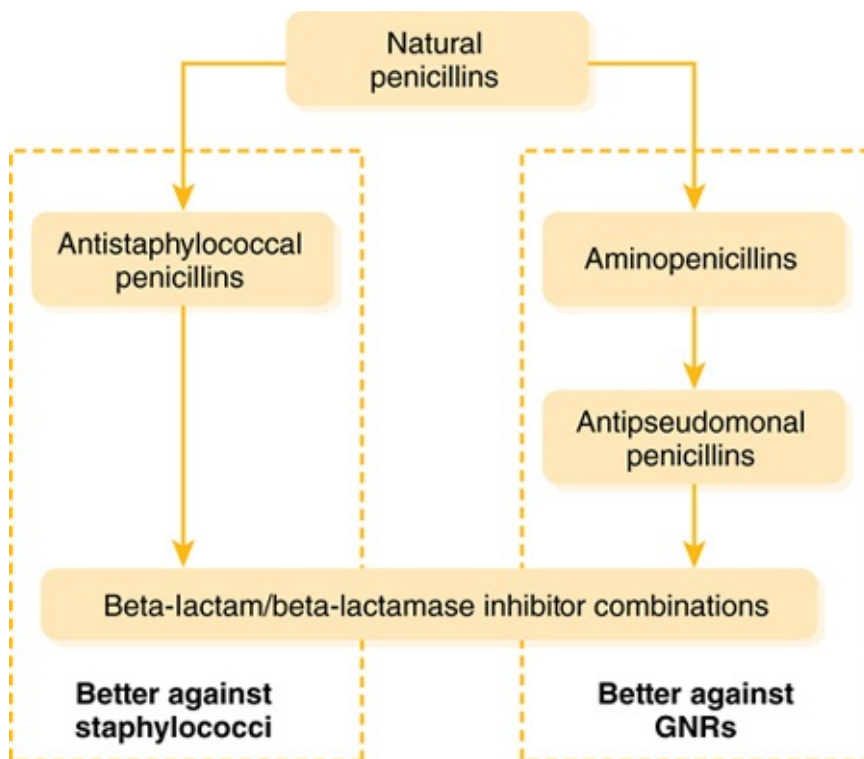 Natural
penicillins
Antistaphylococcal
penicillins
Aminopenicillins
Antipseudomonal
penicillins
Beta-lactam/beta-lactamase inhibitor combinations
Better against
staphylococci
Better against
GNRs